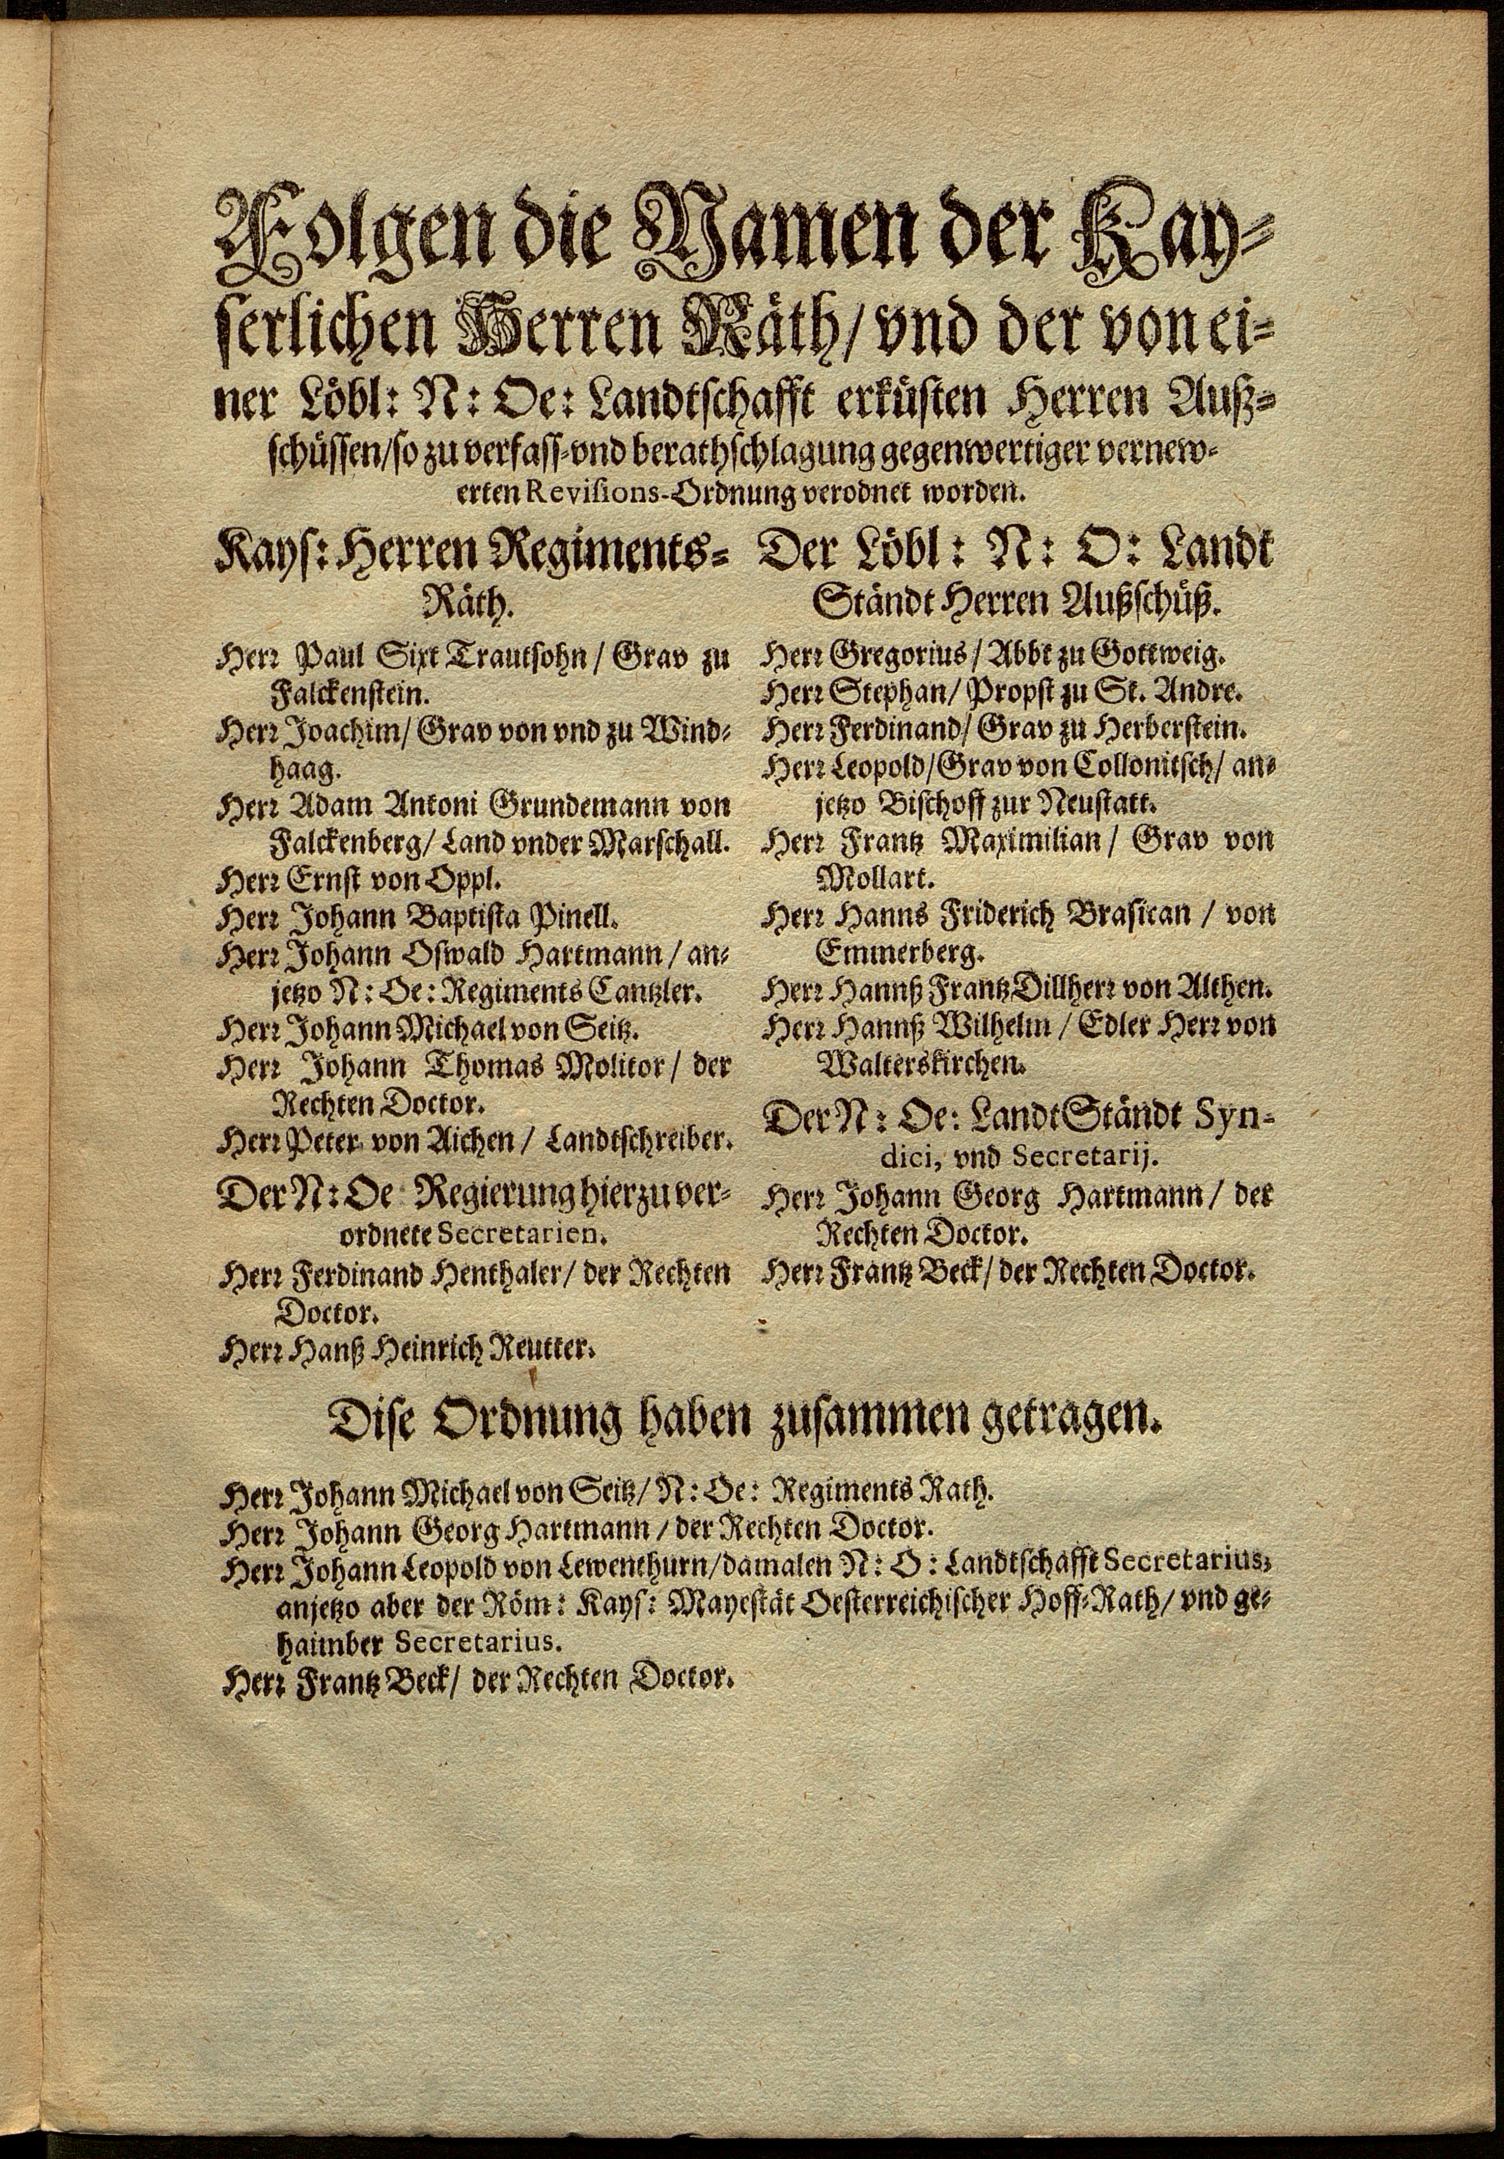 Folgen die Namen der Kay-
serlichen Herren Räth/ vnd der von ei-
ner Löbl: N: Oe: Landtschafft erküsten Herren Auß-
schüssen/so zu verfass-vnd berathschlagung gegenwertiger vernew-
erten Revisions-Ordnung verodnet worden.
Kays: Herren Regiments-
Räth.
Herr Paul Sixt Trautsohn / Grav zu
Falckenstein.
Herr Joachim/ Grav von vnd zu Wind-
haag.
Herr Adam Antoni Grundemann von
Falckenberg/ Land vnder Marschall.
Herr Ernst von Oppl.
Herr Johann Baptista Pinell.
Herr Johann Oswald Hartmann / an-
jetzo N: Oe: Regiments Cantzler.
Herr Johann Michael von Seitz.
Herr Johann Thomas Molitor / der
Rechten Doctor.
Herr Peter von Aichen / Landtschreiber.
Der N: Oe Regierung hierzu ver-
ordnete Secretarien.
Herr Ferdinand Henthaler/ der Rechten
Doctor.
Herr Hanß Heinrich Reutter.
Der Löbl: N: O: Landt
Ständt Herren Außschüß.
Herr Gregorius / Abbt zu Gottweig.
Herr Stephan/ Propst zu St. Andre.
Herr Ferdinand/ Grav zu Herberstein.
Herr Leopold/Grav von Collonitsch/ an-
jetzo Bischoff zur Neustatt.
Herr Frantz Maximilian / Grav von
Mollart.
Herr Hanns Friderich Brasican / von
Emmerberg.
Herr Hannß Frantz Dillherr von Althen.
Herr Hannß Wilhelm / Edler Herr von
Walterskirchen.
Der N: Oe: Landt Ständt Syn-
dici, vnd Secretarij.
Herr Johann Georg Hartmann / der
Rechten Doctor.
Herr Frantz Beck/ der Rechten Doctor.
Dise Ordnung haben zusammen getragen.
Herr Johann Michael von Seitz/ N: Oe: Regiments Rath.
Herr Johann Georg Hartmann / der Rechten Doctor.
Herr Johann Leopold von Lewenthurn/damalen N: O: Landtschafft Secretarius,
anjetzo aber der Röm: Kays: Mayestät Oesterreichischer Hoff-Rath/ vnd ge-
haimber Secretarius.
Herr Frantz Beck/ der Rechten Doctor.